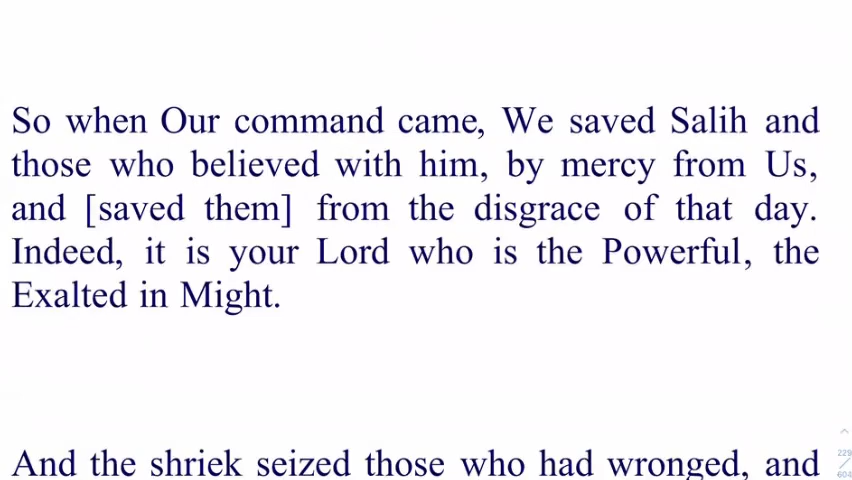 So when Our command came, We saved Salih and
those who believed with him, by mercy from Us,
and [saved them] from the disgrace of that day.
Indeed, it is your Lord who is the Powerful, the
Exalted in Might.
And the shriek seized those who had wronged, and
229
/
604